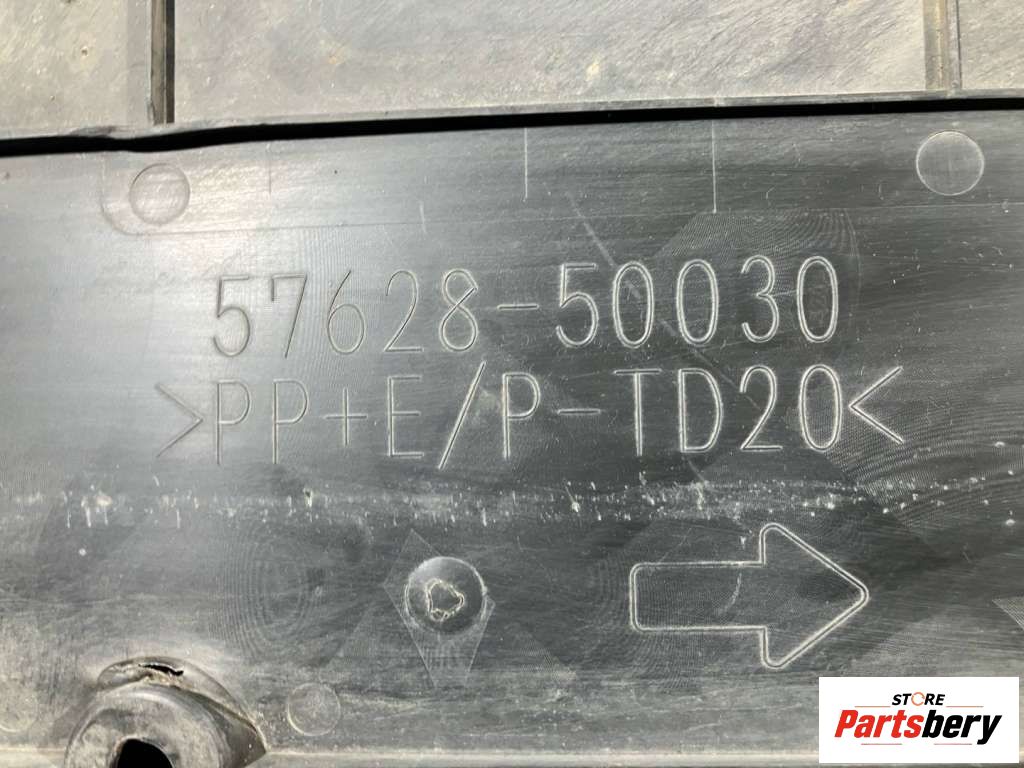 57628-50030
>PP+E/P-TD20<
STORE
Partsbery